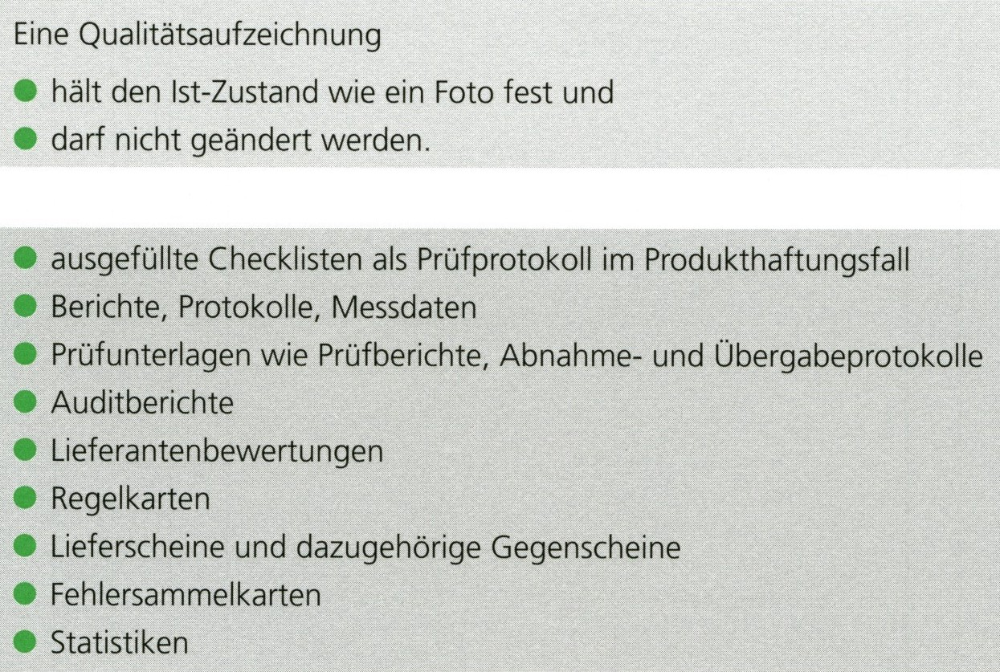 Eine Qualitätsaufzeichnung
● hält den Ist-Zustand wie ein Foto fest und
● darf nicht geändert werden.
● ausgefüllte Checklisten als Prüfprotokoll im Produkthaftungsfall
● Berichte, Protokolle, Messdaten
● Prüfunterlagen wie Prüfberichte, Abnahme- und Übergabeprotokolle
● Auditberichte
● Lieferantenbewertungen
● Regelkarten
● Lieferscheine und dazugehörige Gegenscheine
● Fehlersammelkarten
● Statistiken